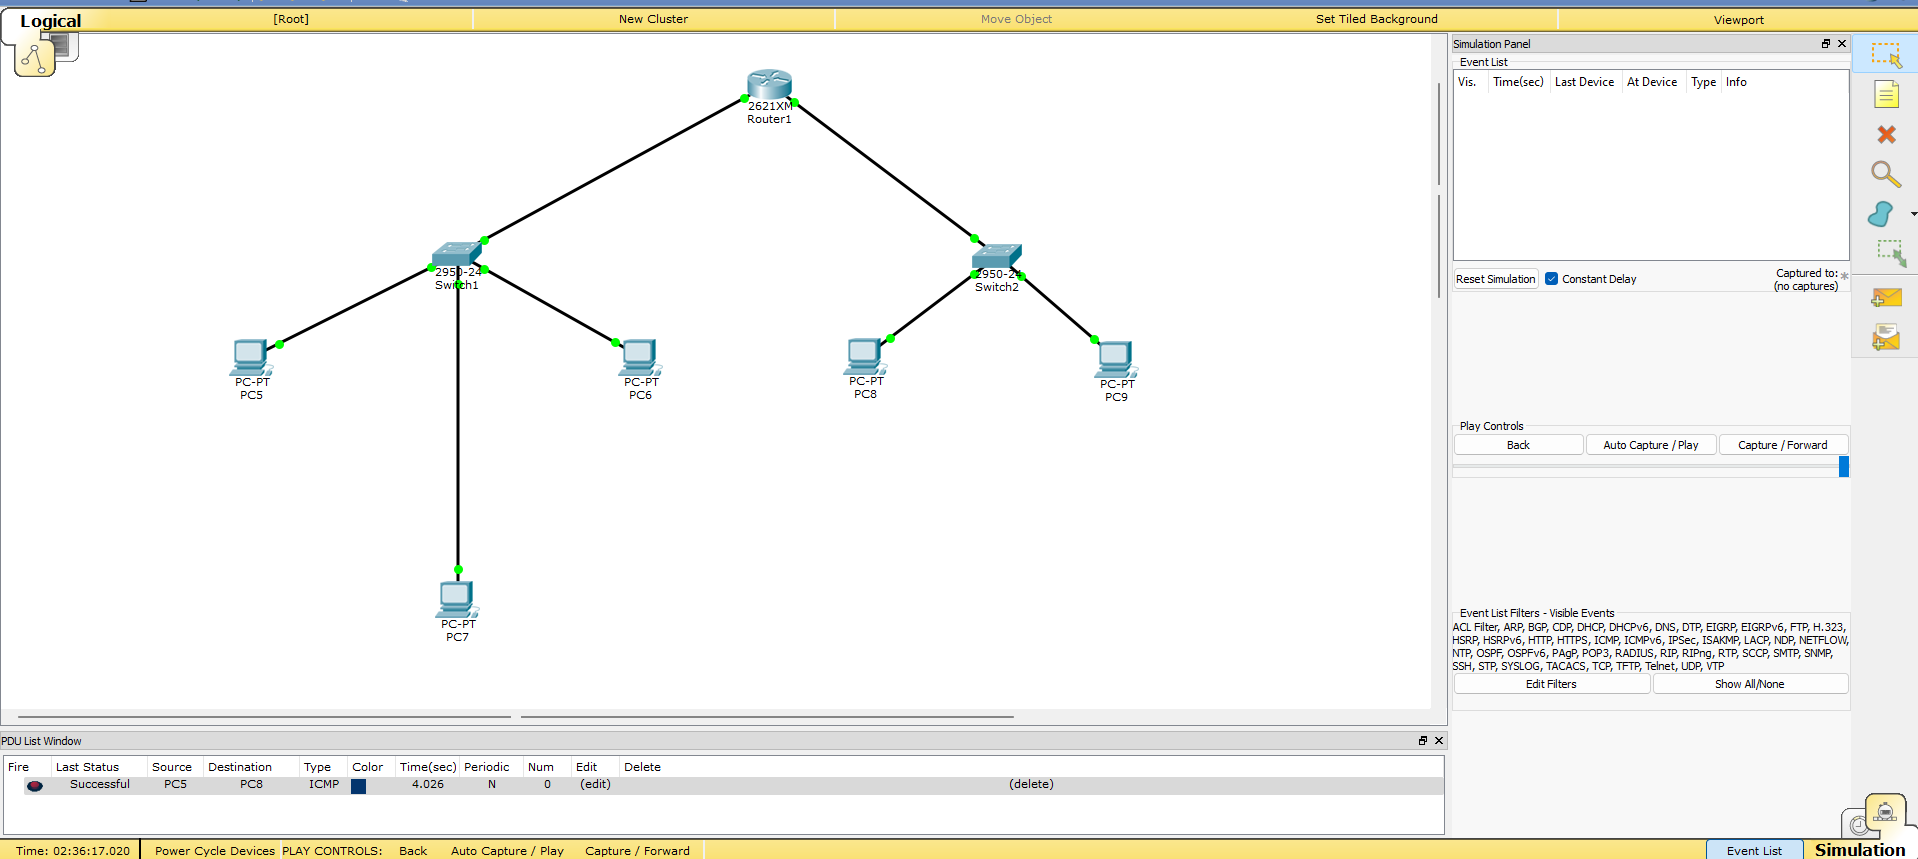 Logical
[Root]
New Cluster
Move Object
Set Tiled Background
Viewport
2621XM
Router1
2950-24
Switch1
2950-24
Switch2
PC-PT
PC5
PC-PT
PC6
PC-PT
PC8
PC-PT
PC9
PC-PT
PC7
Simulation Panel
Event List
Vis. Time(sec) Last Device At Device Type Info
Reset Simulation Constant Delay
Captured to: *
(no captures)
Play Controls
Back Auto Capture / Play Capture / Forward
Event List Filters - Visible Events
ACL Filter, ARP, BGP, CDP, DHCP, DHCPv6, DNS, DTP, EIGRP, EIGRPv6, FTP, H.323,
HSRP, HSRPv6, HTTP, HTTPS, ICMP, ICMPv6, IPSec, ISAKMP, LACP, NDP, NETFLOW,
NTP, OSPF, OSPFv6, PAgP, POP3, RADIUS, RIP, RIPng, RTP, SCCP, SMTP, SNMP,
SSH, STP, SYSLOG, TACACS, TCP, TFTP, Telnet, UDP, VTP
Edit Filters Show All/None
PDU List Window
Fire Last Status Source Destination Type Color Time(sec) Periodic Num Edit Delete
Successful PC5 PC8 ICMP 4.026 N 0 (edit) (delete)
Time: 02:36:17.020 Power Cycle Devices PLAY CONTROLS: Back Auto Capture / Play Capture / Forward
Event List Simulation